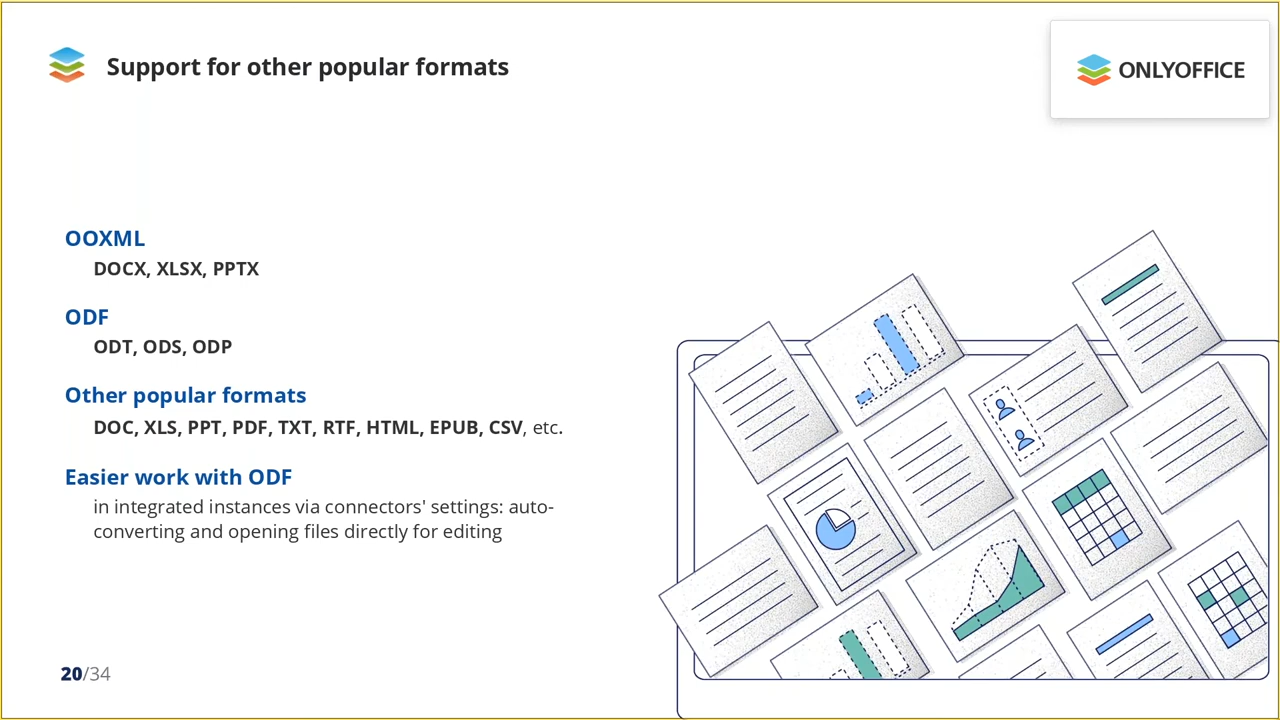 Support for other popular formats
ONLYOFFICE
OOXML
DOCX, XLSX, PPTX
ODF
ODT, ODS, ODP
Other popular formats
DOC, XLS, PPT, PDF, TXT, RTF, HTML, EPUB, CSV, etc.
Easier work with ODF
in integrated instances via connectors' settings: auto-
converting and opening files directly for editing
20/34